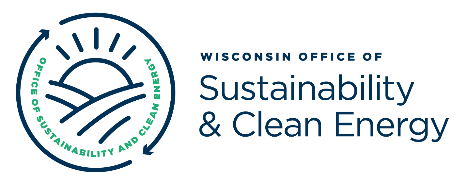 OFFICE OF SUSTAINABILITY AND CLEAN ENERGY
WISCONSIN OFFICE OF
Sustainability
& Clean Energy